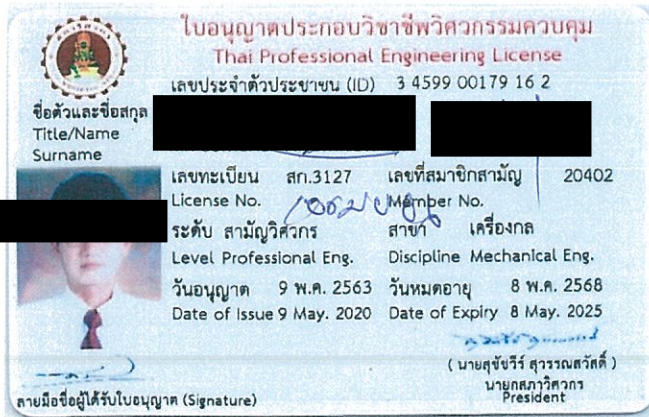 ใบอนุญาตประกอบวิชาชีพวิศวกรรมควบคุม
Thai Professional Engineering License
เลขประจำตัวประชาชน (ID) 3 4599 00179 16 2
ชื่อตัวและชื่อสกุล
Title/Name
Surname
เลขทะเบียน สก.3127 เลขที่สมาชิกสามัญ 20402
License No. Member No.
ระดับ สามัญวิศวกร สาขา เครื่องกล
Level Professional Eng. Discipline Mechanical Eng.
วันอนุญาต 9 พ.ค. 2563 วันหมดอายุ 8 พ.ค. 2568
Date of Issue 9 May. 2020 Date of Expiry 8 May. 2025
( นายสุชัชวีร์ สุวรรณสวัสดิ์ )
นายกสภาวิศวกร
President
ลายมือชื่อผู้ได้รับใบอนุญาต (Signature)